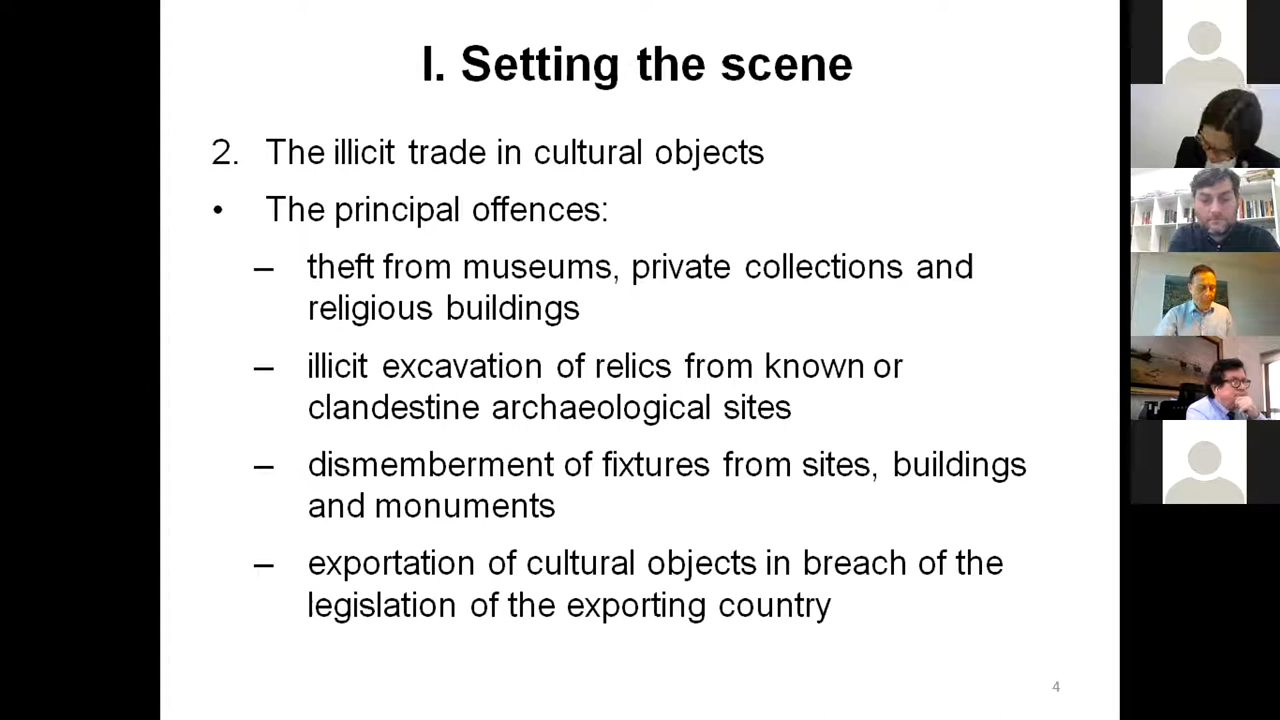 I. Setting the scene
2. The illicit trade in cultural objects
• The principal offences:
– theft from museums, private collections and
religious buildings
– illicit excavation of relics from known or
clandestine archaeological sites
– dismemberment of fixtures from sites, buildings
and monuments
– exportation of cultural objects in breach of the
legislation of the exporting country
4